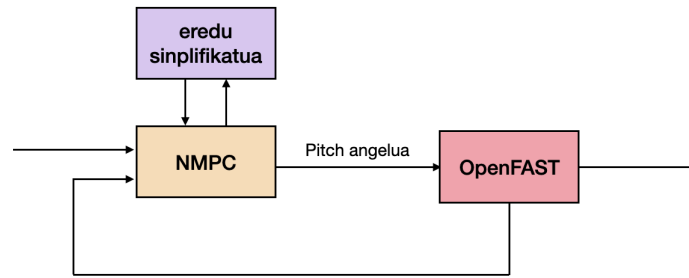 eredu
sinplifikatua
NMPC
Pitch angelua
OpenFAST